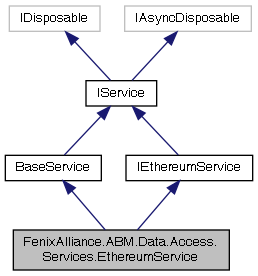 IDisposable
IAsyncDisposable
IService
BaseService
IEthereumService
FenixAlliance.ABM.Data.Access.
Services.EthereumService